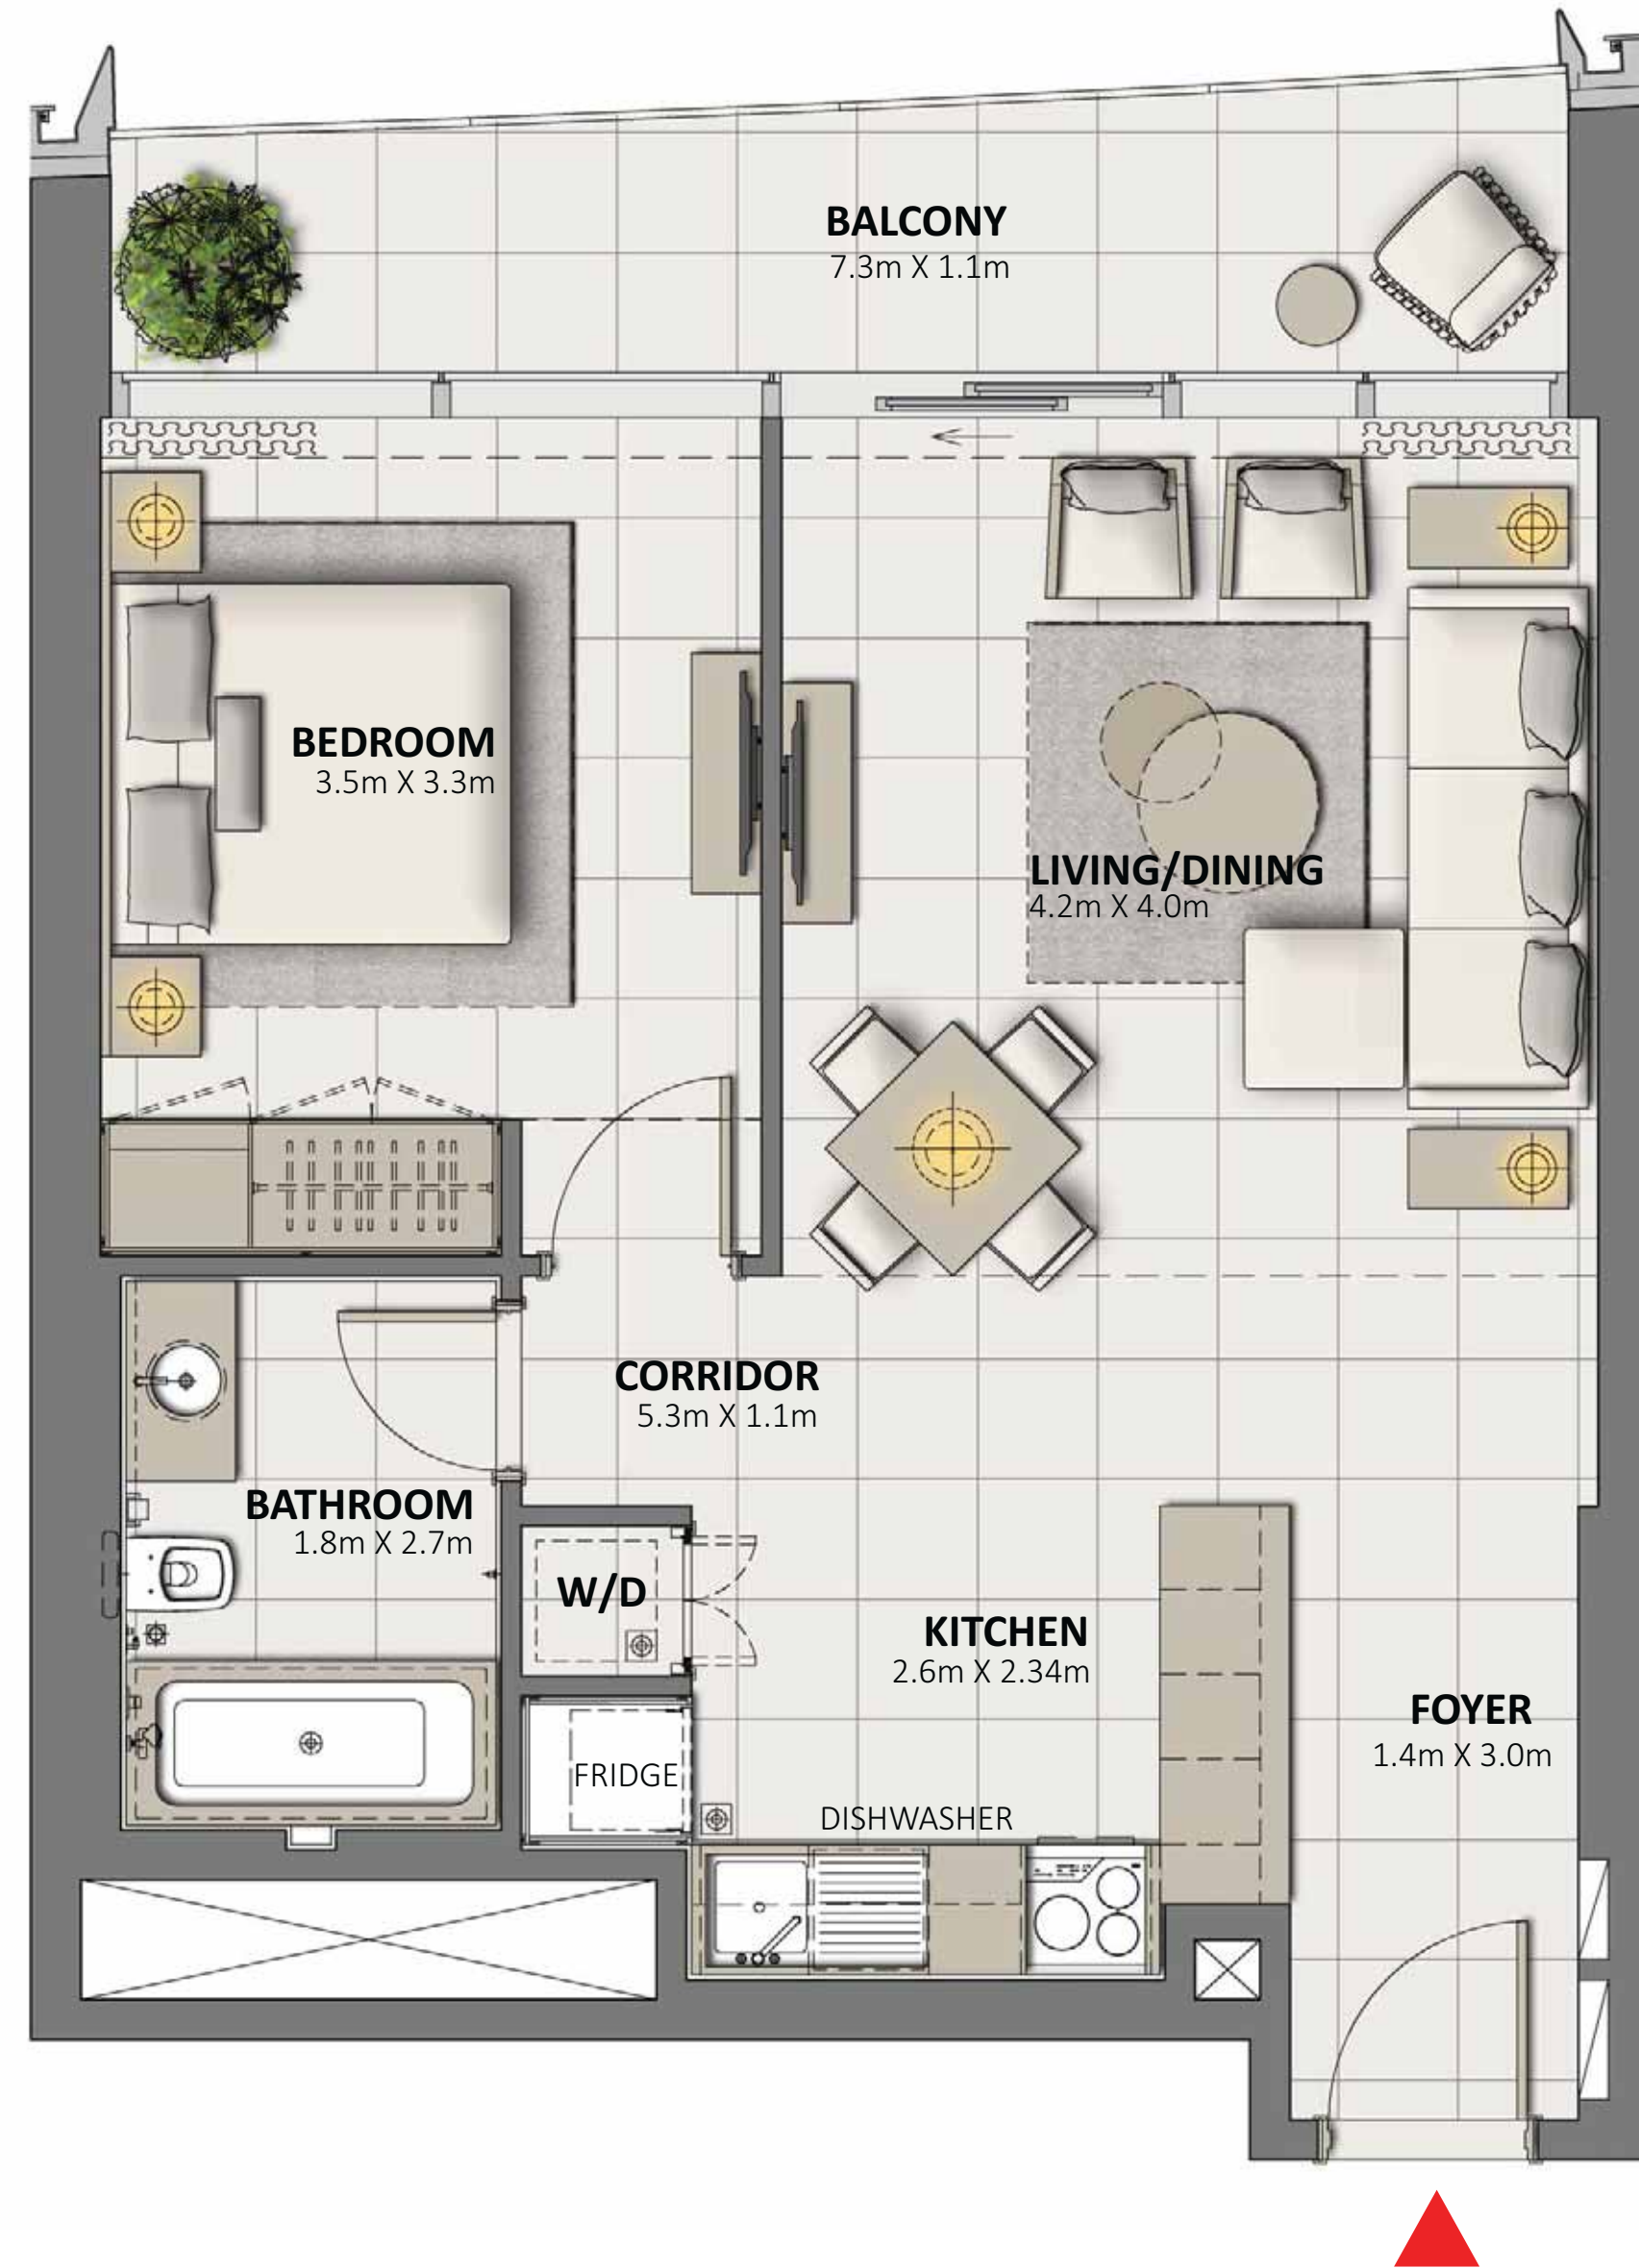 BALCONY
7.3m X 1.1m
BEDROOM
3.5m X 3.3m
LIVING/DINING
4.2m X 4.0m
CORRIDOR
5.3m X 1.1m
BATHROOM
1.8m X 2.7m
W/D
KITCHEN
2.6m X 2.34m
FOYER
1.4m X 3.0m
FRIDGE
DISHWASHER